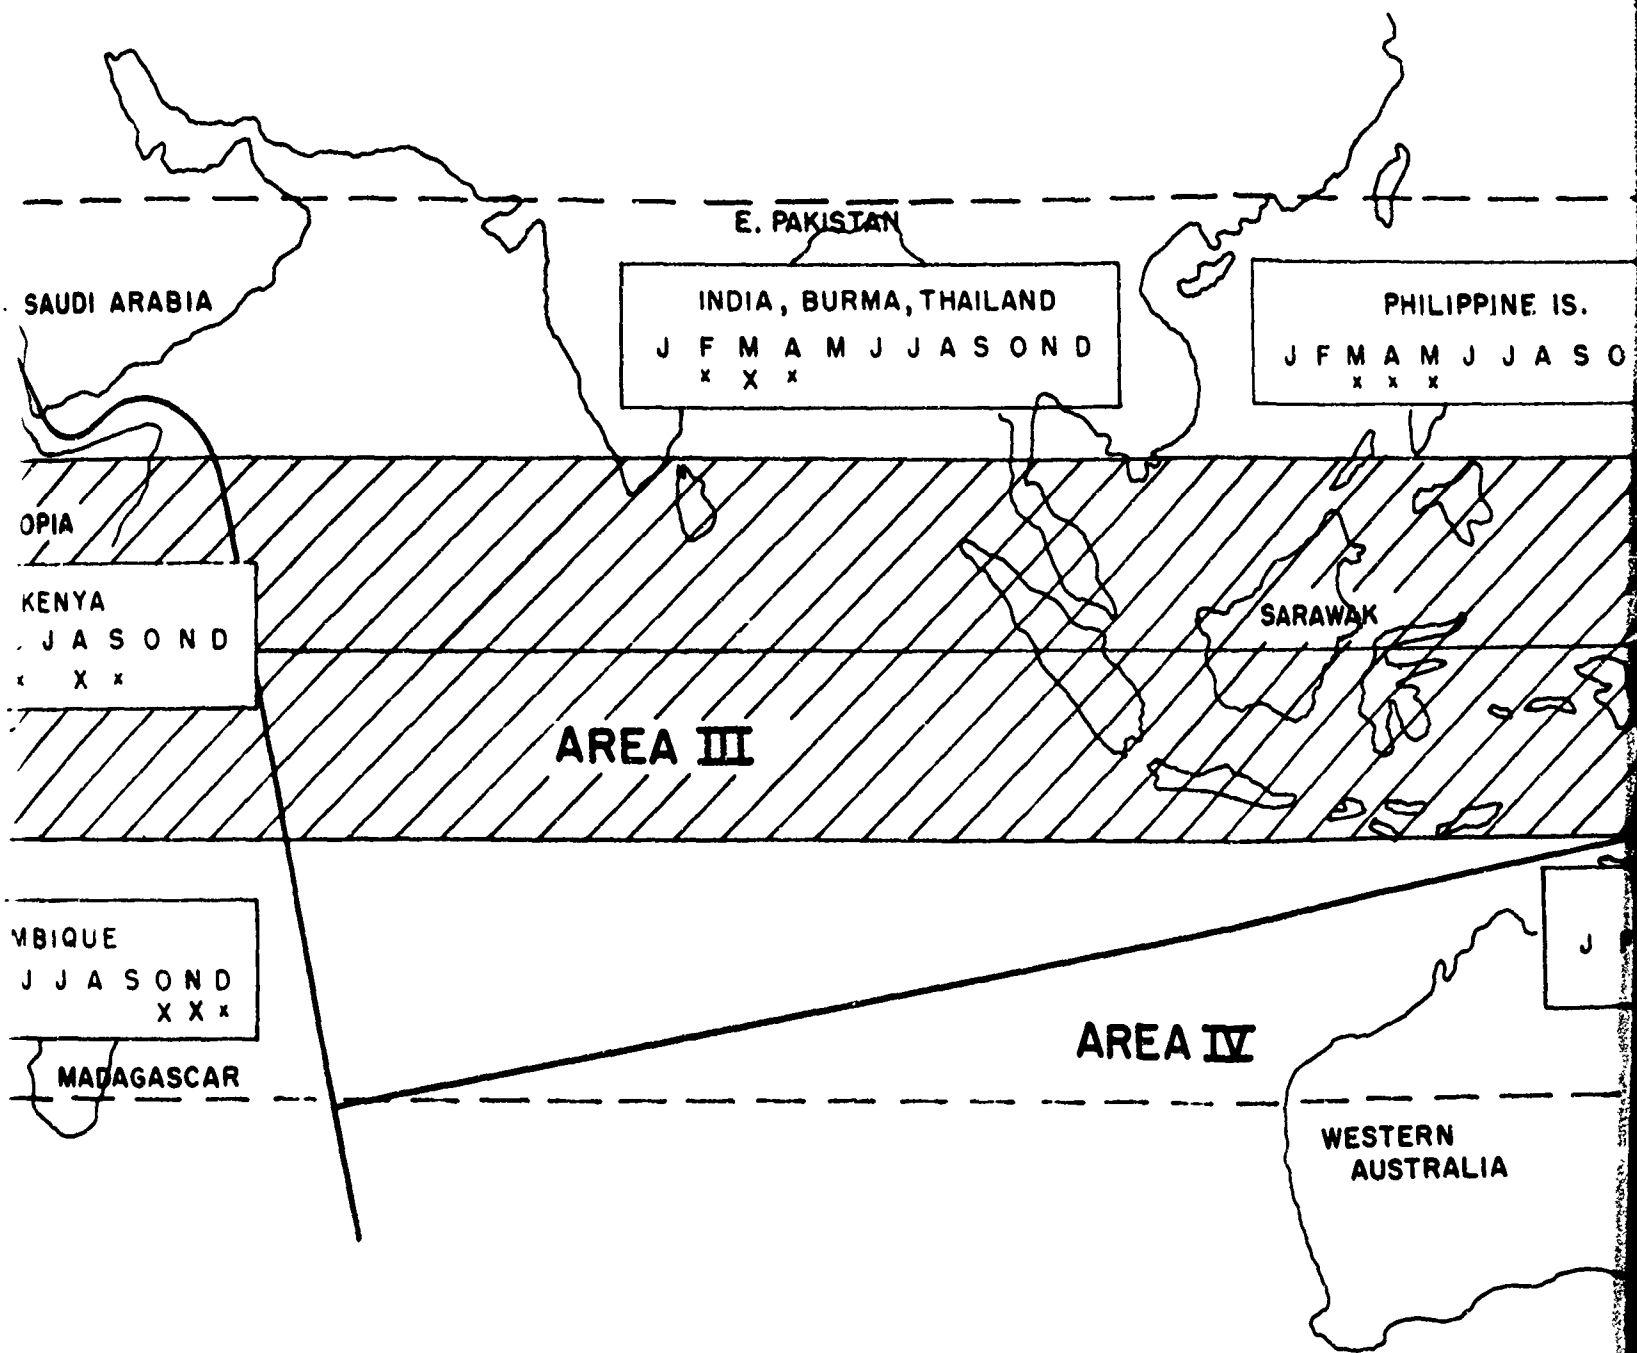 E. PAKISTAN
SAUDI ARABIA
INDIA, BURMA, THAILAND
J F M A M J J A S O N D
x X x
PHILIPPINE IS.
J F M A M J J A S O
x x x
OPIA
KENYA
J A S O N D
x X x
SARAWAK
AREA III
MBIQUE
J J A S O N D
X X x
J
AREA IV
MADAGASCAR
WESTERN
AUSTRALIA